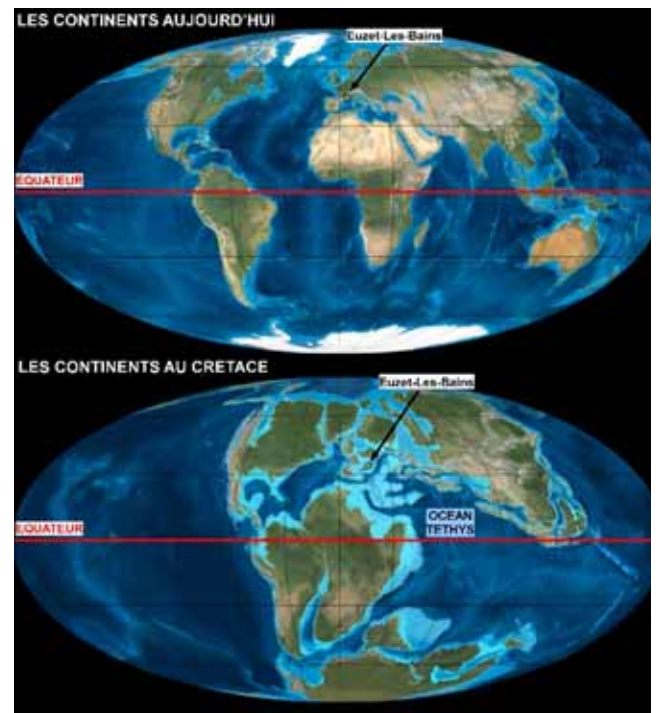 LES CONTINENTS AUJOURD'HUI
Euzet-Les-Bains
EQUATEUR
LES CONTINENTS AU CRETACE
Euzet-Les-Bains
OCEAN
TETHYS
EQUATEUR